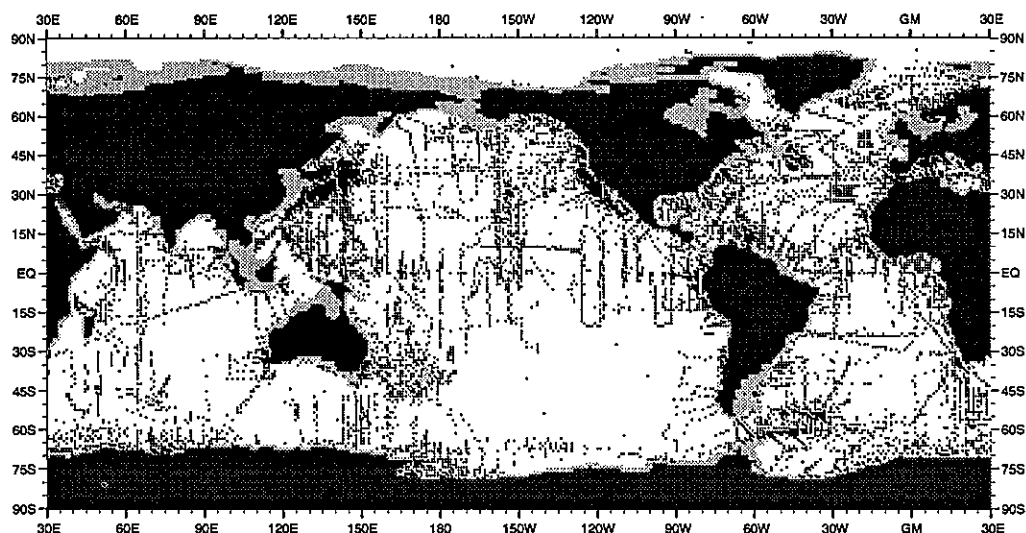 30E 60E 90E 120E 150E 180 150W 120W 90W 60W 30W GM 30E
90N 90N
75N 75N
60N 60N
45N 45N
30N 30N
15N 15N
EQ EQ
15S 15S
30S 30S
45S 45S
60S 60S
75S 75S
90S 90S
30E 60E 90E 120E 150E 180 150W 120W 90W 60W 30W GM 30E